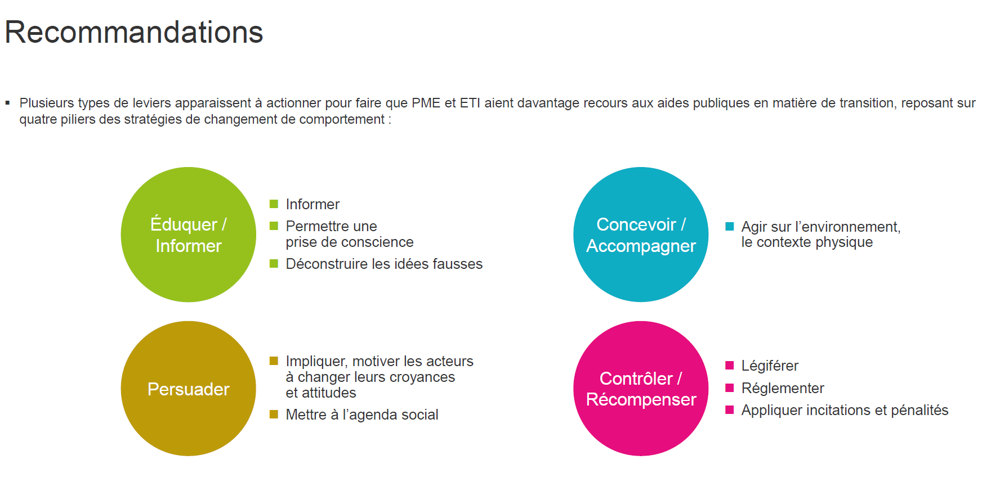 Recommandations
Plusieurs types de leviers apparaissent à actionner pour faire que PME et ETI aient davantage recours aux aides publiques en matière de transition, reposant sur
quatre piliers des stratégies de changement de comportement :
Éduquer /
Informer
Informer
Permettre une
prise de conscience
Déconstruire les idées fausses
Concevoir /
Accompagner
Agir sur l’environnement,
le contexte physique
Persuader
Impliquer, motiver les acteurs
à changer leurs croyances
et attitudes
Mettre à l’agenda social
Contrôler /
Récompenser
Légiférer
Réglementer
Appliquer incitations et pénalités